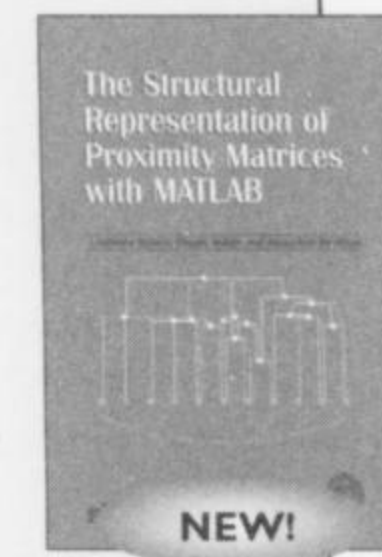 The Structural
Representation of
Proximity Matrices
with MATLAB
NEW!